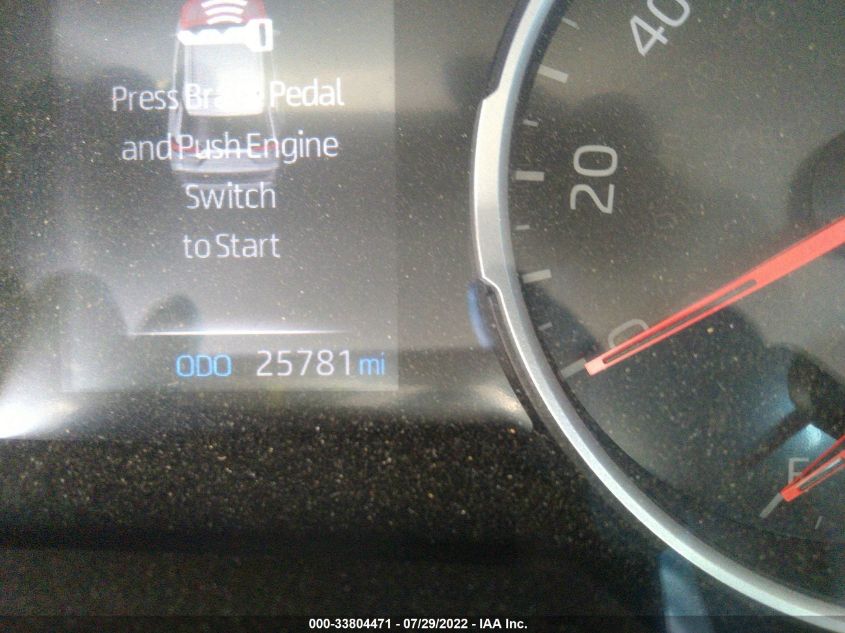 Press Brake Pedal
and Push Engine
Switch
to Start
ODO 25781 mi
40
20
0
E
000-33804471 - 07/29/2022 - IAA Inc.